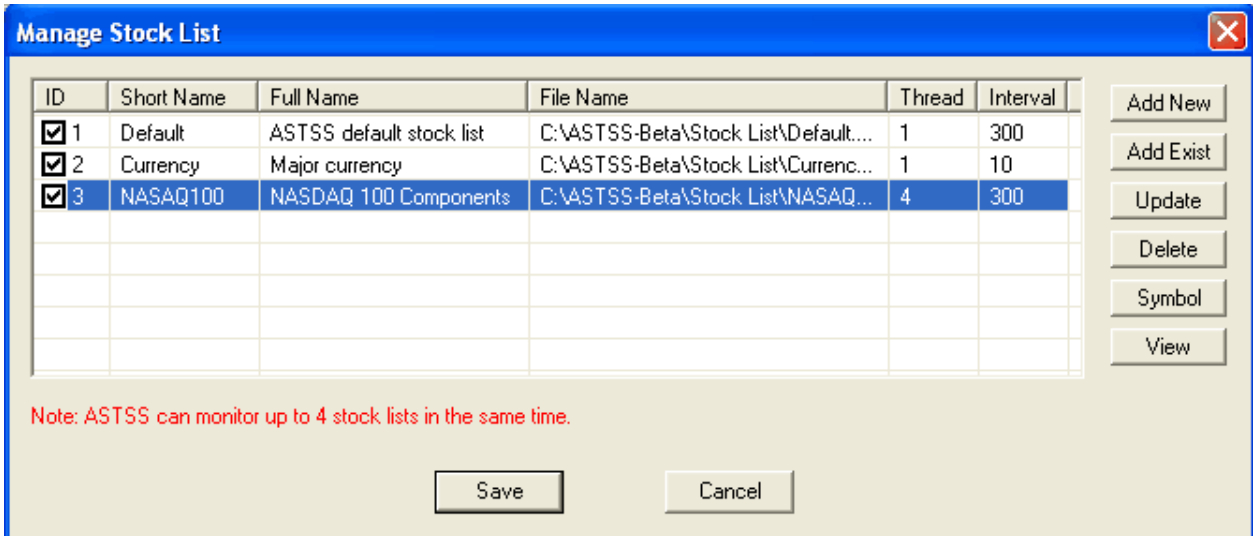 Manage Stock List
ID Short Name Full Name File Name Thread Interval
1 Default ASTSS default stock list C:\ASTSS-Beta\Stock List\Default.... 1 300
2 Currency Major currency C:\ASTSS-Beta\Stock List\Currenc... 1 10
3 NASAQ100 NASDAQ 100 Components C:\ASTSS-Beta\Stock List\NASAQ... 4 300
Add New
Add Exist
Update
Delete
Symbol
View
Note: ASTSS can monitor up to 4 stock lists in the same time.
Save Cancel